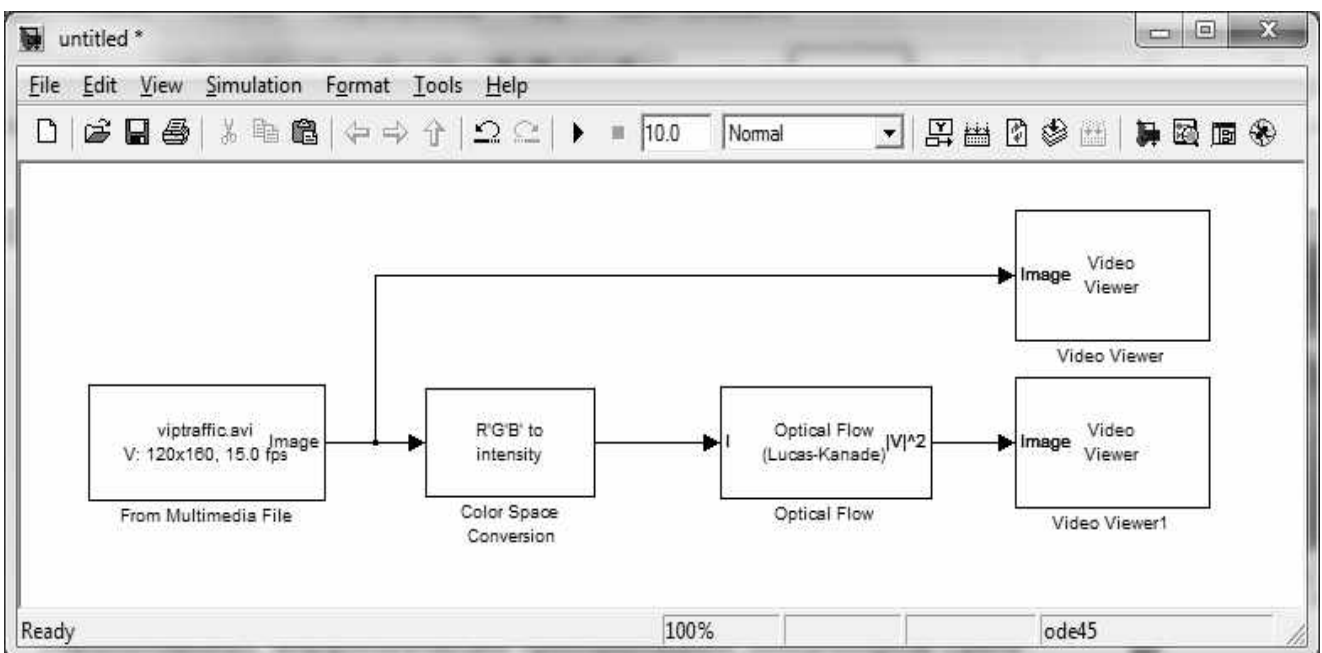 untitled *
File Edit View Simulation Format Tools Help
10.0 Normal
Video
Image Viewer
Video Viewer
viptraffic.avi
V: 120x160, 15.0 fps
Image
From Multimedia File
R'G'B' to
intensity
Color Space
Conversion
I
Optical Flow
(Lucas-Kanade)
|V|^2
Optical Flow
Video
Image Viewer
Video Viewer1
Ready 100% ode45